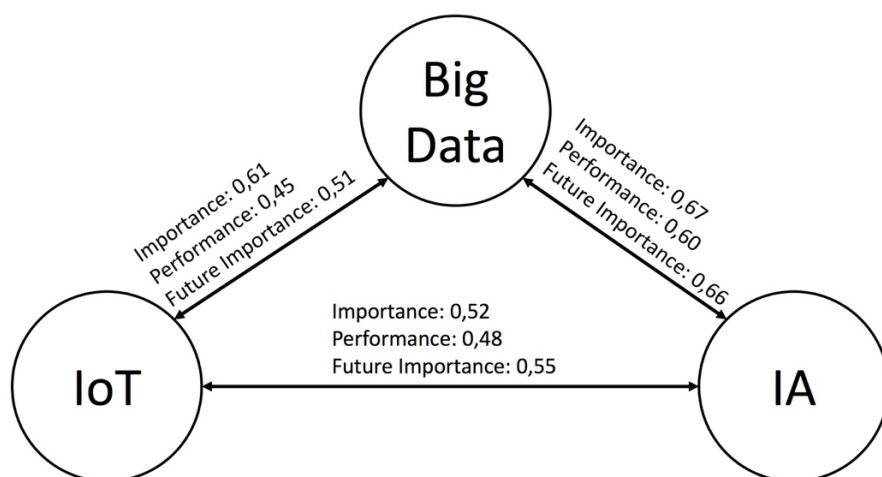 Big
Data
Importance: 0,61
Performance: 0,45
Future Importance: 0,51
Importance: 0,67
Performance: 0,60
Future Importance: 0,66
Importance: 0,52
Performance: 0,48
Future Importance: 0,55
IoT
IA